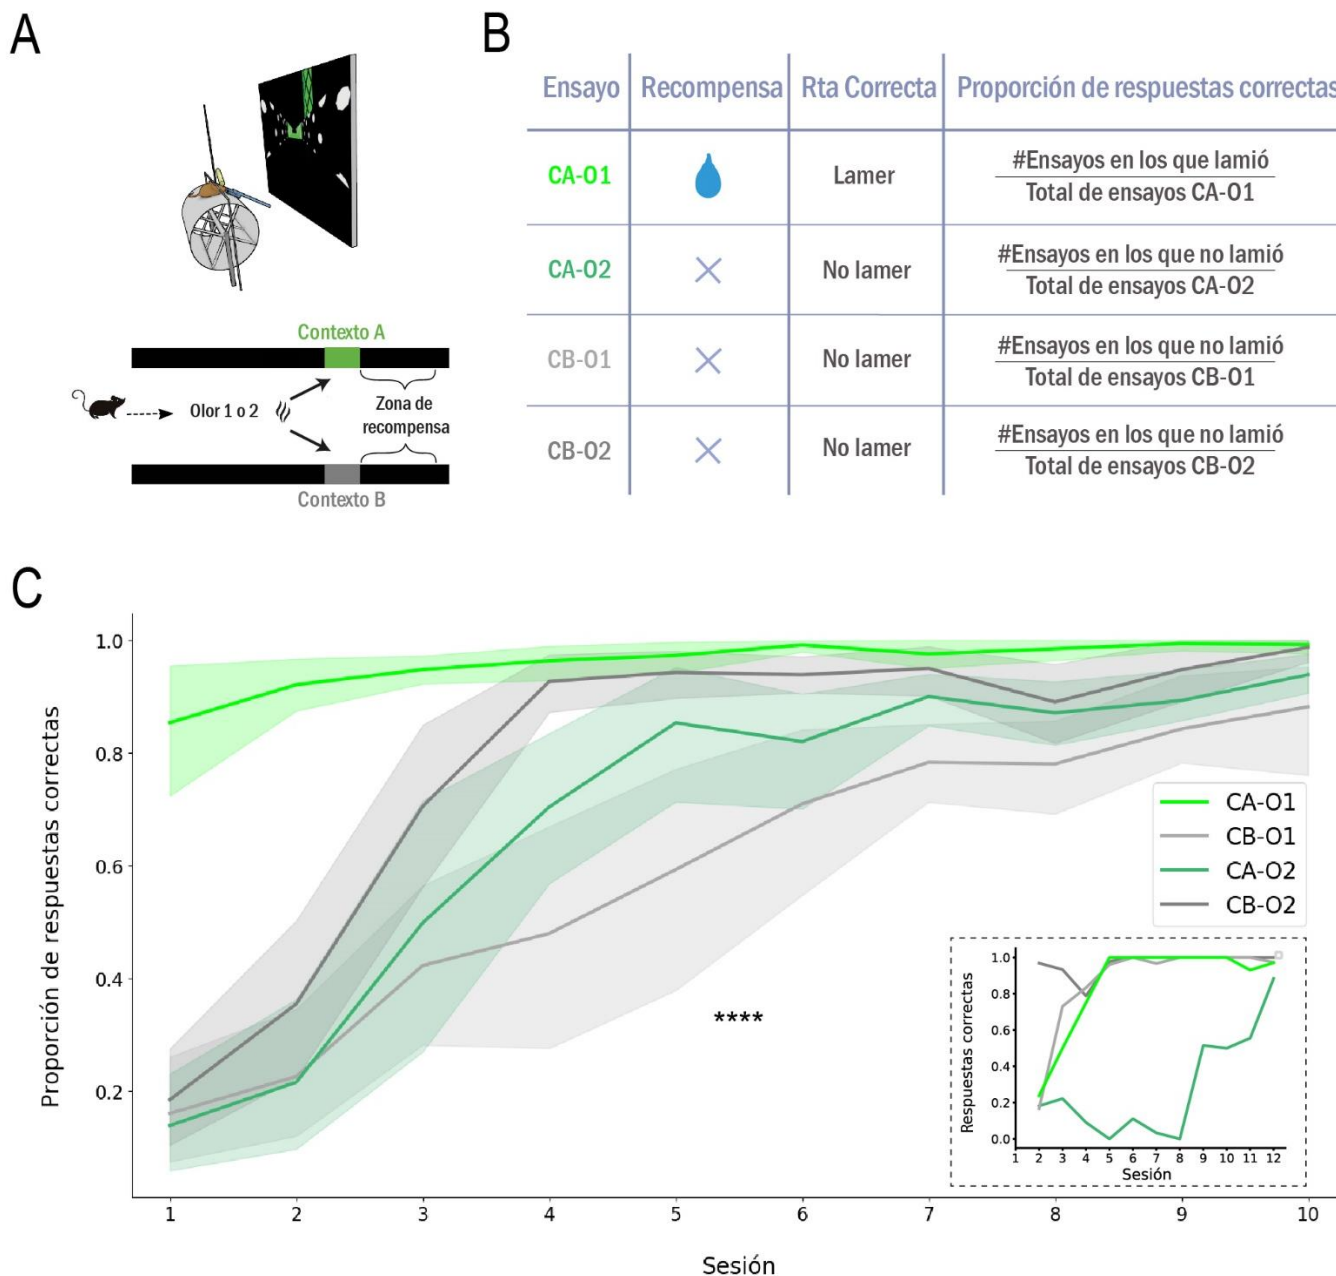 A
Contexto A
Olor 1 o 2
Zona de
recompensa
Contexto B
B
Ensayo Recompensa Rta Correcta Proporción de respuestas correctas
CA-O1 Lamer #Ensayos en los que lamió
Total de ensayos CA-O1
CA-O2 No lamer #Ensayos en los que no lamió
Total de ensayos CA-O2
CB-O1 No lamer #Ensayos en los que no lamió
Total de ensayos CB-O1
CB-O2 No lamer #Ensayos en los que no lamió
Total de ensayos CB-O2
C
Proporción de respuestas correctas
1.0
0.8
0.6
0.4
0.2
1 2 3 4 5 6 7 8 9 10
Sesión
****
CA-O1
CB-O1
CA-O2
CB-O2
Respuestas correctas
1.0
0.8
0.6
0.4
0.2
0.0
1 2 3 4 5 6 7 8 9 10 11 12
Sesión